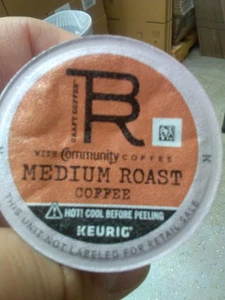 CRAFT COFFEE
BR
WITH Community COFFEE
MEDIUM ROAST
COFFEE
HOT! COOL BEFORE PEELING
KEURIG®
THIS UNIT NOT LABELED FOR RETAIL SALE
K